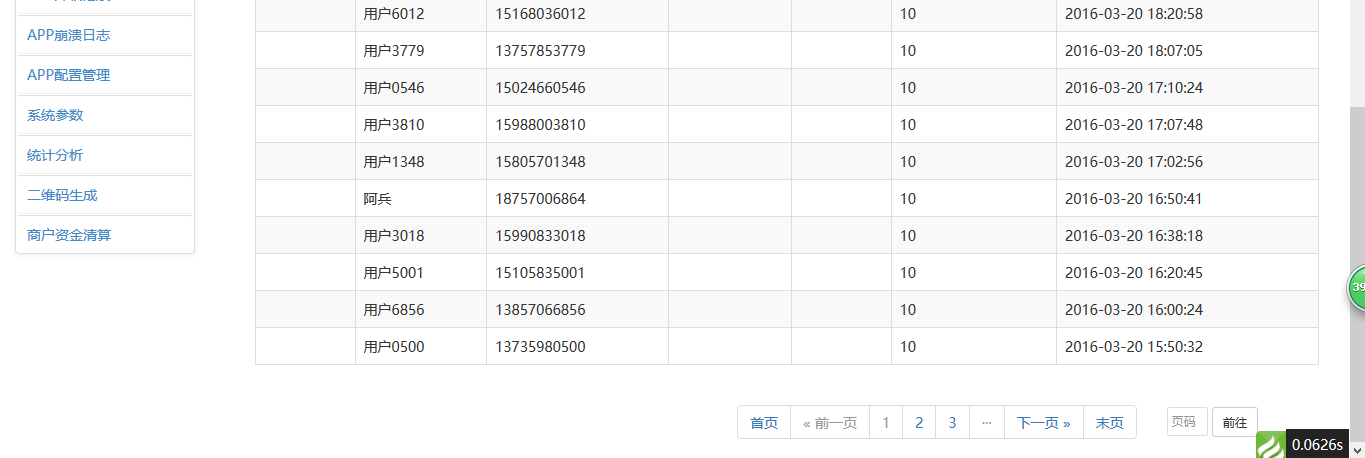 用户6012 15168036012 10 2016-03-20 18:20:58
APP崩溃日志
用户3779 13757853779 10 2016-03-20 18:07:05
APP配置管理
用户0546 15024660546 10 2016-03-20 17:10:24
系统参数
用户3810 15988003810 10 2016-03-20 17:07:48
统计分析
用户1348 15805701348 10 2016-03-20 17:02:56
二维码生成
阿兵 18757006864 10 2016-03-20 16:50:41
商户资金清算
用户3018 15990833018 10 2016-03-20 16:38:18
用户5001 15105835001 10 2016-03-20 16:20:45
用户6856 13857066856 10 2016-03-20 16:00:24
用户0500 13735980500 10 2016-03-20 15:50:32
首页 « 前一页 1 2 3 ... 下一页 » 末页 页码 前往
0.0626s